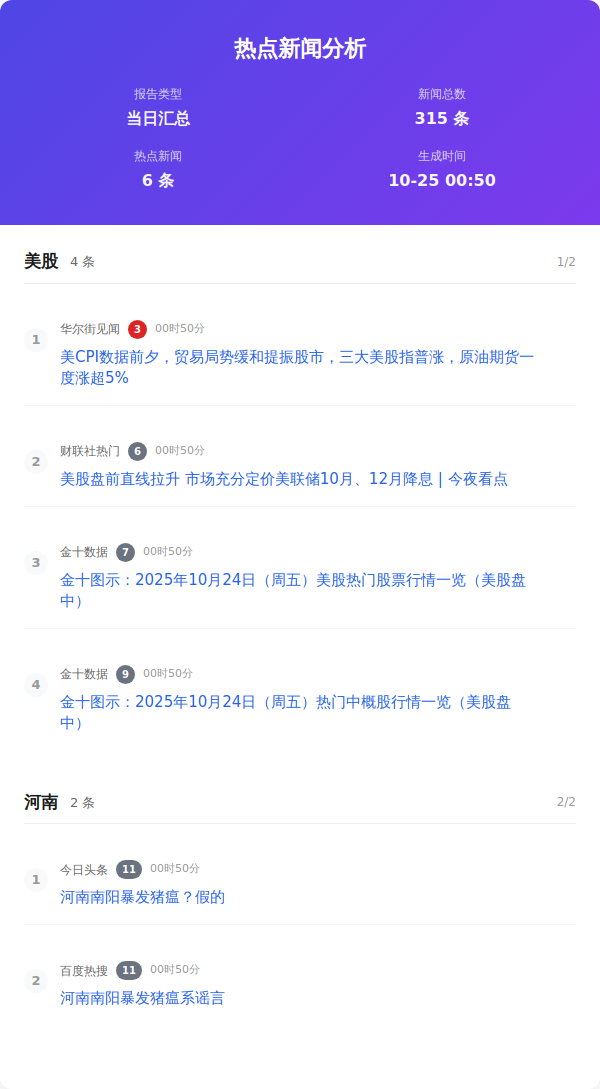 热点新闻分析
报告类型
新闻总数
当日汇总
315 条
热点新闻
生成时间
6 条
10-25 00:50
美股 4 条 1/2
1
华尔街见闻 3 00时50分
美CPI数据前夕，贸易局势缓和提振股市，三大美股指普涨，原油期货一
度涨超5%
2
财联社热门 6 00时50分
美股盘前直线拉升 市场充分定价美联储10月、12月降息 | 今夜看点
3
金十数据 7 00时50分
金十图示：2025年10月24日（周五）美股热门股票行情一览（美股盘
中）
4
金十数据 9 00时50分
金十图示：2025年10月24日（周五）热门中概股行情一览（美股盘
中）
河南 2 条 2/2
1
今日头条 11 00时50分
河南南阳暴发猪瘟？假的
2
百度热搜 11 00时50分
河南南阳暴发猪瘟系谣言